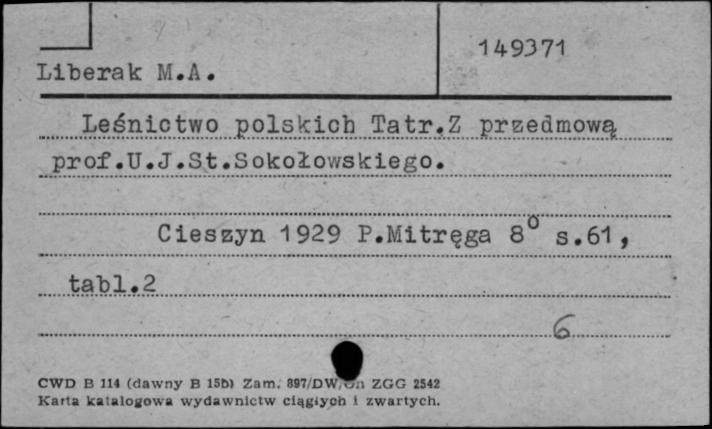 149371
Liberak M.A.
Leśnictwo polskich Tatr.Z przedmową
prof.U.J.St.Sokołowskiego.
Cieszyn 1929 P.Mitręga 8° s.61,
tabl.2
6
CWD B 114 (dawny B 15b) Zam. 897/DW/Gn ZGG 2542
Karta katalogowa wydawnictw ciągłych i zwartych.